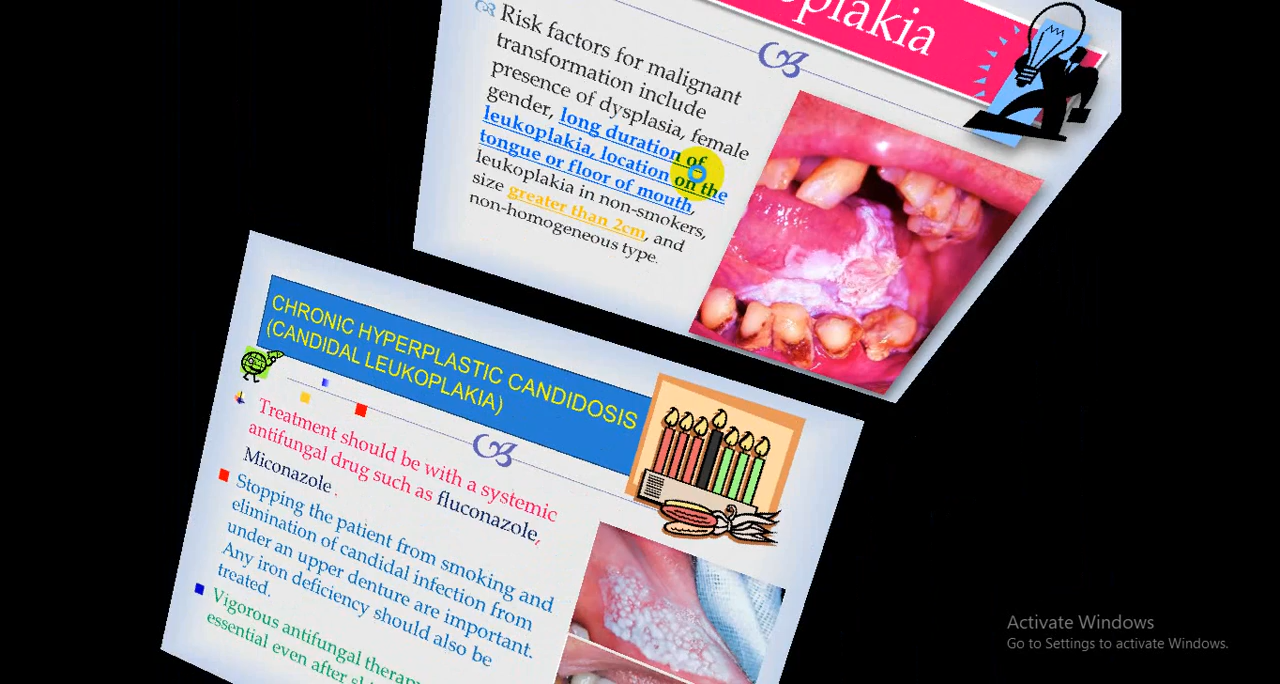 oplakia
Risk factors for malignant
transformation include
presence of dysplasia, female
gender, long duration of
leukoplakia, location on the
tongue or floor of mouth,
leukoplakia in non-smokers,
size greater than 2cm, and
non-homogeneous type.
CHRONIC HYPERPLASTIC CANDIDOSIS
(CANDIDAL LEUKOPLAKIA)
Treatment should be with a systemic
antifungal drug such as fluconazole,
Miconazole .
Stopping the patient from smoking and
elimination of candidal infection from
under an upper denture are important.
Any iron deficiency should also be
treated.
Vigorous antifungal therapy
essential even after
Activate Windows
Go to Settings to activate Windows.